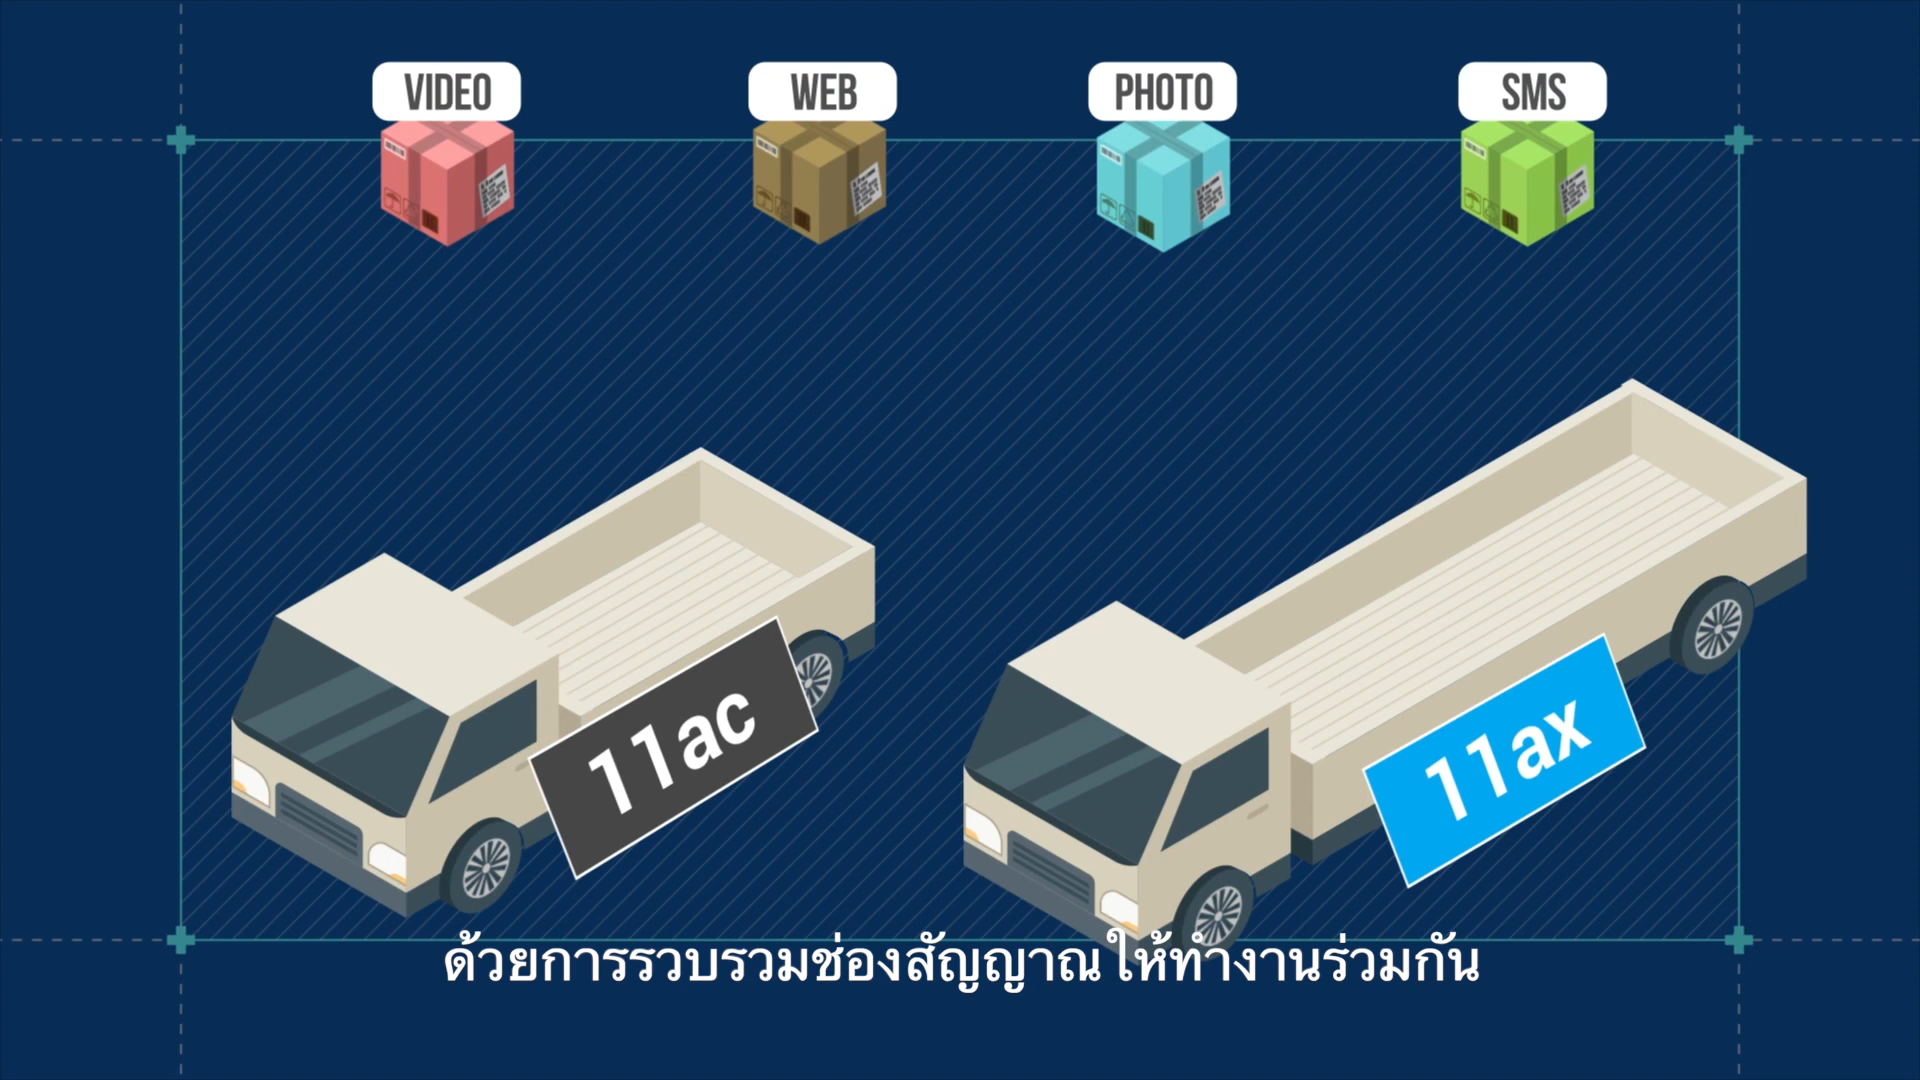 VIDEO
WEB
PHOTO
SMS
11ac
11ax
ด้วยการรวบรวมช่องสัญญาณ ให้ทำงานร่วมกัน